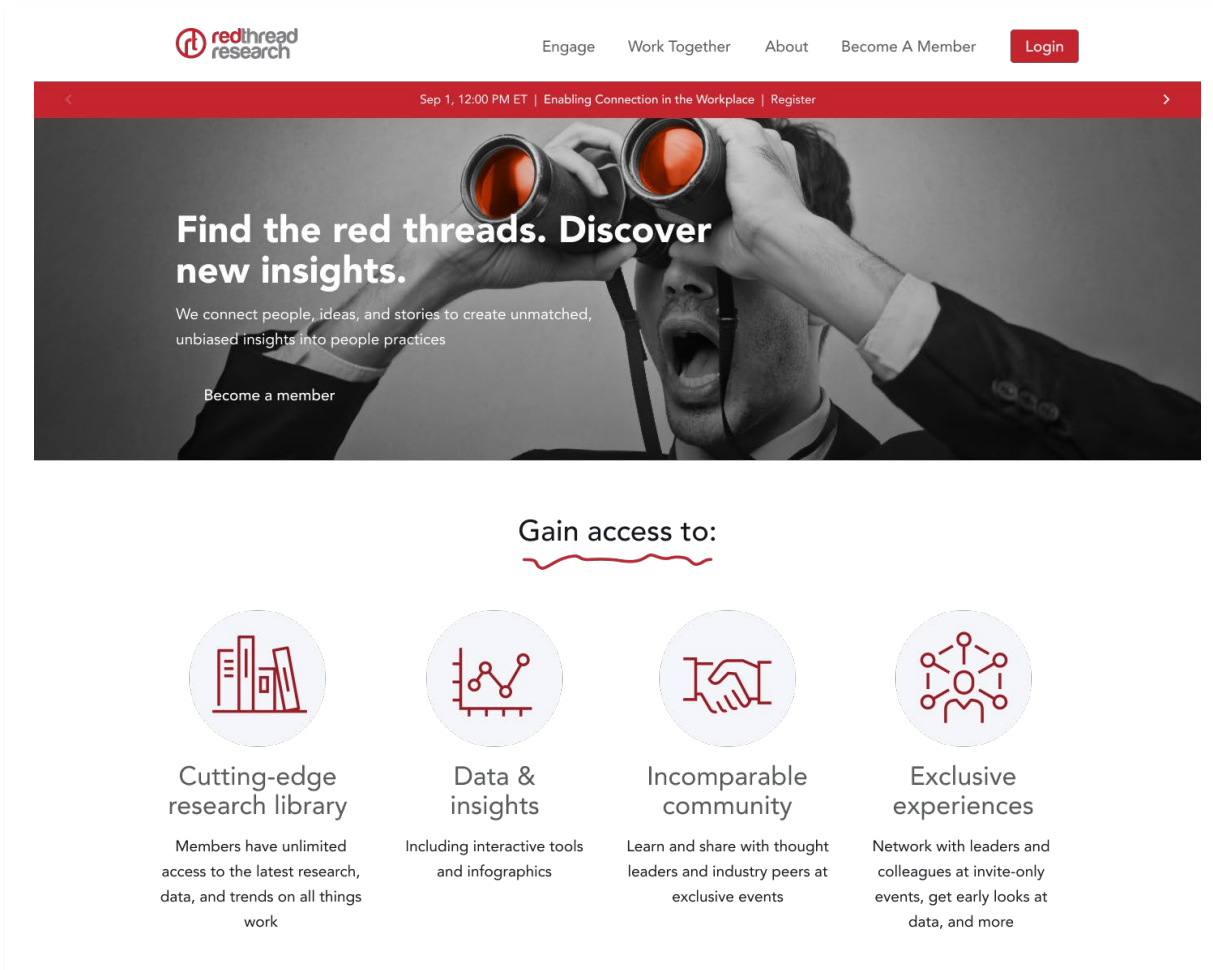 redthread
research
Engage
Work Together
About
Become A Member
Login
Sep 1, 12:00 PM ET | Enabling Connection in the Workplace | Register
Find the red threads. Discover
new insights.
We connect people, ideas, and stories to create unmatched,
unbiased insights into people practices
Become a member
Gain access to:
Cutting-edge
research library
Members have unlimited
access to the latest research,
data, and trends on all things
work
Data &
insights
Including interactive tools
and infographics
Incomparable
community
Learn and share with thought
leaders and industry peers at
exclusive events
Exclusive
experiences
Network with leaders and
colleagues at invite-only
events, get early looks at
data, and more